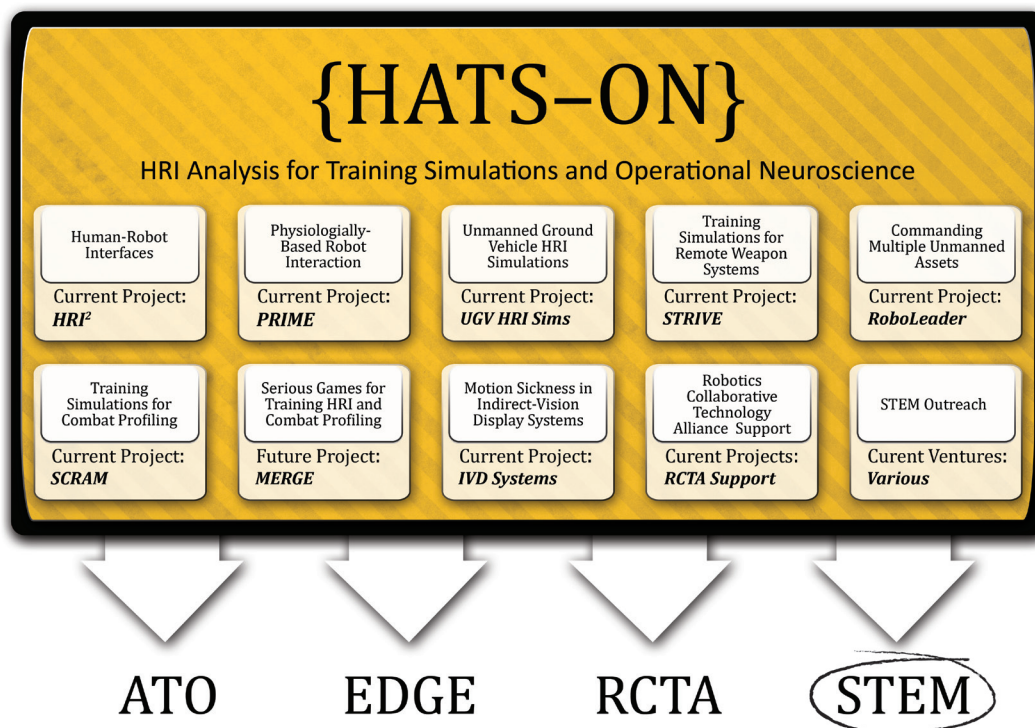 {HATS–ON}
HRI Analysis for Training Simulations and Operational Neuroscience
Human-Robot
Interfaces
Current Project:
HRI²
Physiologially-
Based Robot
Interaction
Current Project:
PRIME
Unmanned Ground
Vehicle HRI
Simulations
Current Project:
UGV HRI Sims
Training
Simulations for
Remote Weapon
Systems
Current Project:
STRIVE
Commanding
Multiple Unmanned
Assets
Current Project:
RoboLeader
Training
Simulations for
Combat Profiling
Current Project:
SCRAM
Serious Games for
Training HRI and
Combat Profiling
Future Project:
MERGE
Motion Sickness in
Indirect-Vision
Display Systems
Current Project:
IVD Systems
Robotics
Collaborative
Technology
Alliance Support
Curent Projects:
RCTA Support
STEM Outreach
Curent Ventures:
Various
ATO
EDGE
RCTA
STEM